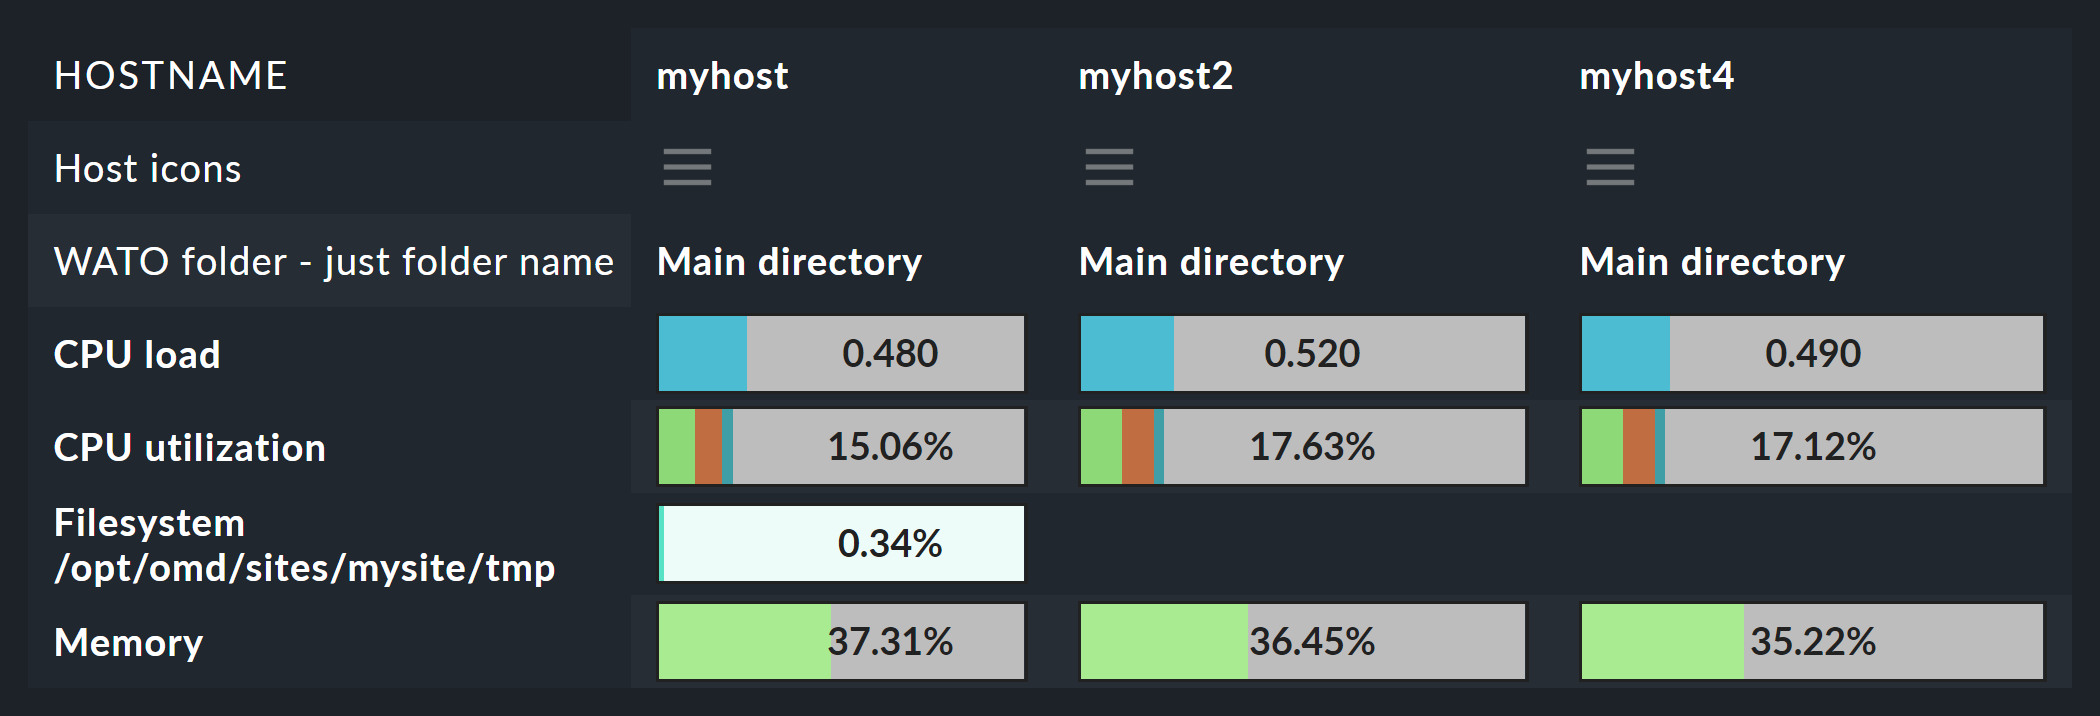 HOSTNAME myhost myhost2 myhost4
Host icons
WATO folder - just folder name Main directory Main directory Main directory
CPU load 0.480 0.520 0.490
CPU utilization 15.06% 17.63% 17.12%
Filesystem
/opt/omd/sites/mysite/tmp 0.34%
Memory 37.31% 36.45% 35.22%